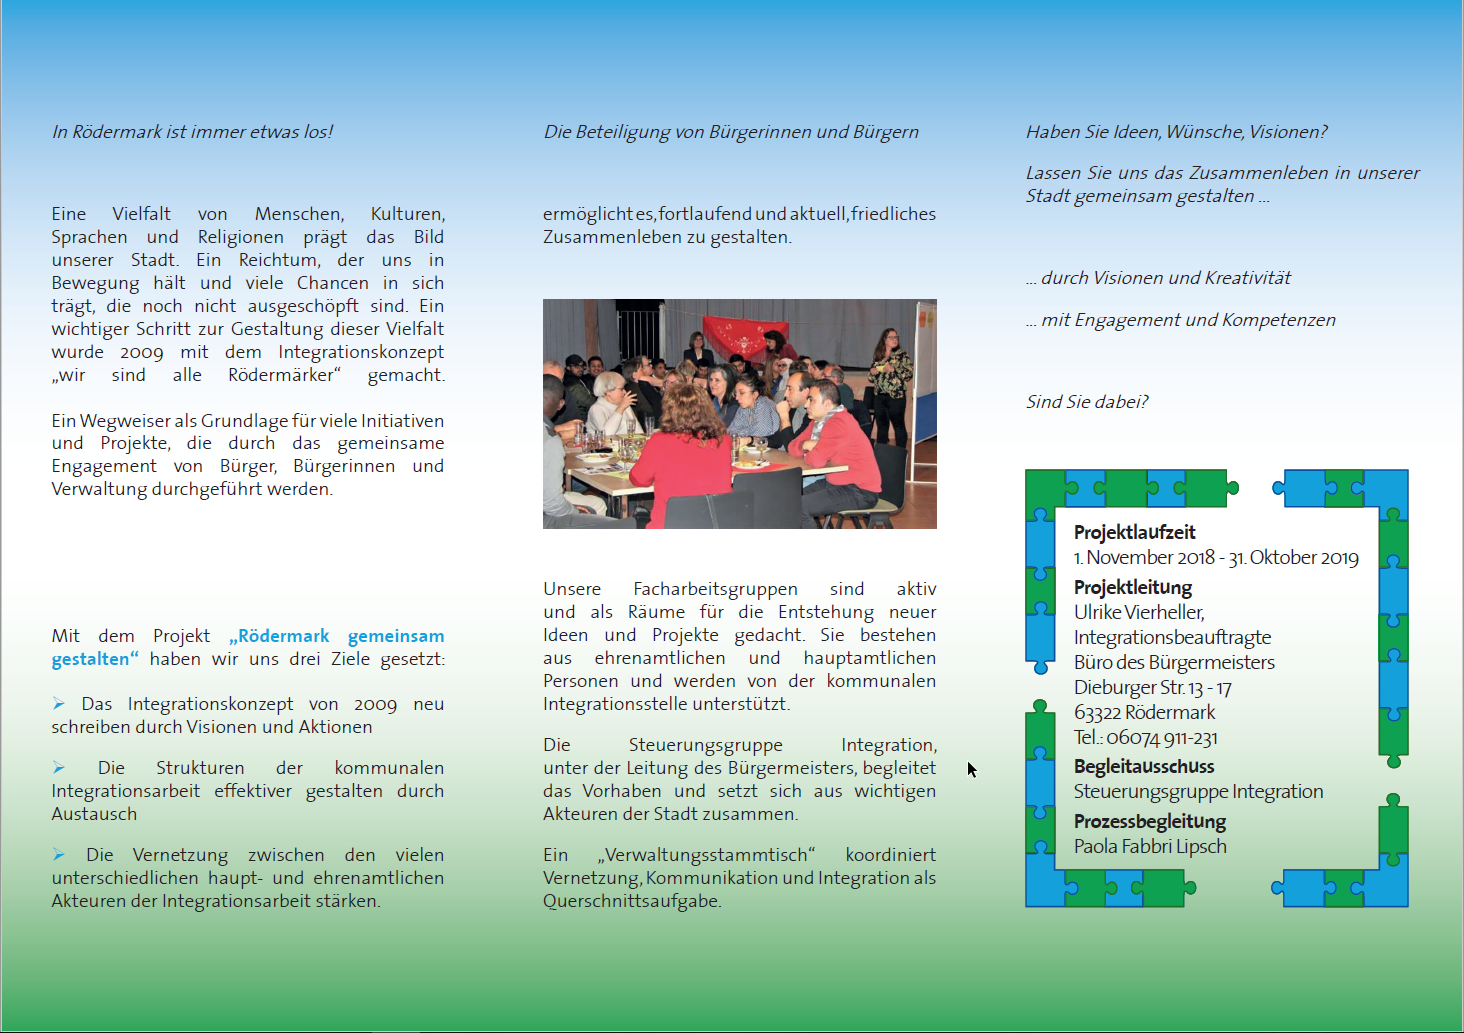 In Rödermark ist immer etwas los!
Eine Vielfalt von Menschen, Kulturen,
Sprachen und Religionen prägt das Bild
unserer Stadt. Ein Reichtum, der uns in
Bewegung hält und viele Chancen in sich
trägt, die noch nicht ausgeschöpft sind. Ein
wichtiger Schritt zur Gestaltung dieser Vielfalt
wurde 2009 mit dem Integrationskonzept
„wir sind alle Rödermärker“ gemacht.
Ein Wegweiser als Grundlage für viele Initiativen
und Projekte, die durch das gemeinsame
Engagement von Bürger, Bürgerinnen und
Verwaltung durchgeführt werden.
Mit dem Projekt „Rödermark gemeinsam
gestalten“ haben wir uns drei Ziele gesetzt:
➢ Das Integrationskonzept von 2009 neu
schreiben durch Visionen und Aktionen
➢ Die Strukturen der kommunalen
Integrationsarbeit effektiver gestalten durch
Austausch
➢ Die Vernetzung zwischen den vielen
unterschiedlichen haupt- und ehrenamtlichen
Akteuren der Integrationsarbeit stärken.
Die Beteiligung von Bürgerinnen und Bürgern
ermöglicht es, fortlaufend und aktuell, friedliches
Zusammenleben zu gestalten.
Unsere Facharbeitsgruppen sind aktiv
und als Räume für die Entstehung neuer
Ideen und Projekte gedacht. Sie bestehen
aus ehrenamtlichen und hauptamtlichen
Personen und werden von der kommunalen
Integrationsstelle unterstützt.
Die Steuerungsgruppe Integration,
unter der Leitung des Bürgermeisters, begleitet
das Vorhaben und setzt sich aus wichtigen
Akteuren der Stadt zusammen.
Ein „Verwaltungsstammtisch“ koordiniert
Vernetzung, Kommunikation und Integration als
Querschnittsaufgabe.
Haben Sie Ideen, Wünsche, Visionen?
Lassen Sie uns das Zusammenleben in unserer
Stadt gemeinsam gestalten ...
... durch Visionen und Kreativität
... mit Engagement und Kompetenzen
Sind Sie dabei?
Projektlaufzeit
1. November 2018 - 31. Oktober 2019
Projektleitung
Ulrike Vierheller,
Integrationsbeauftragte
Büro des Bürgermeisters
Dieburger Str. 13 - 17
63322 Rödermark
Tel.: 06074 911-231
Begleitausschuss
Steuerungsgruppe Integration
Prozessbegleitung
Paola Fabbri Lipsch